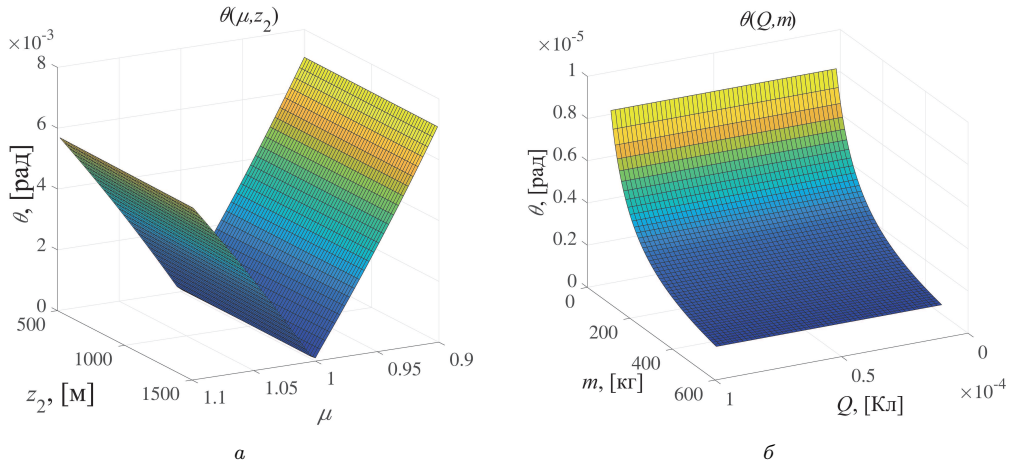 θ(μ,z₂)
×10⁻³
8
6
4
2
0
θ, [рад]
500
1000
1500
z₂, [м]
1.1
1.05
1
0.95
0.9
μ
а
θ(Q,m)
×10⁻⁵
1
0.8
0.6
0.4
0.2
0
θ, [рад]
0
200
400
600
m, [кг]
1
0.5
0
×10⁻⁴
Q, [Кл]
б